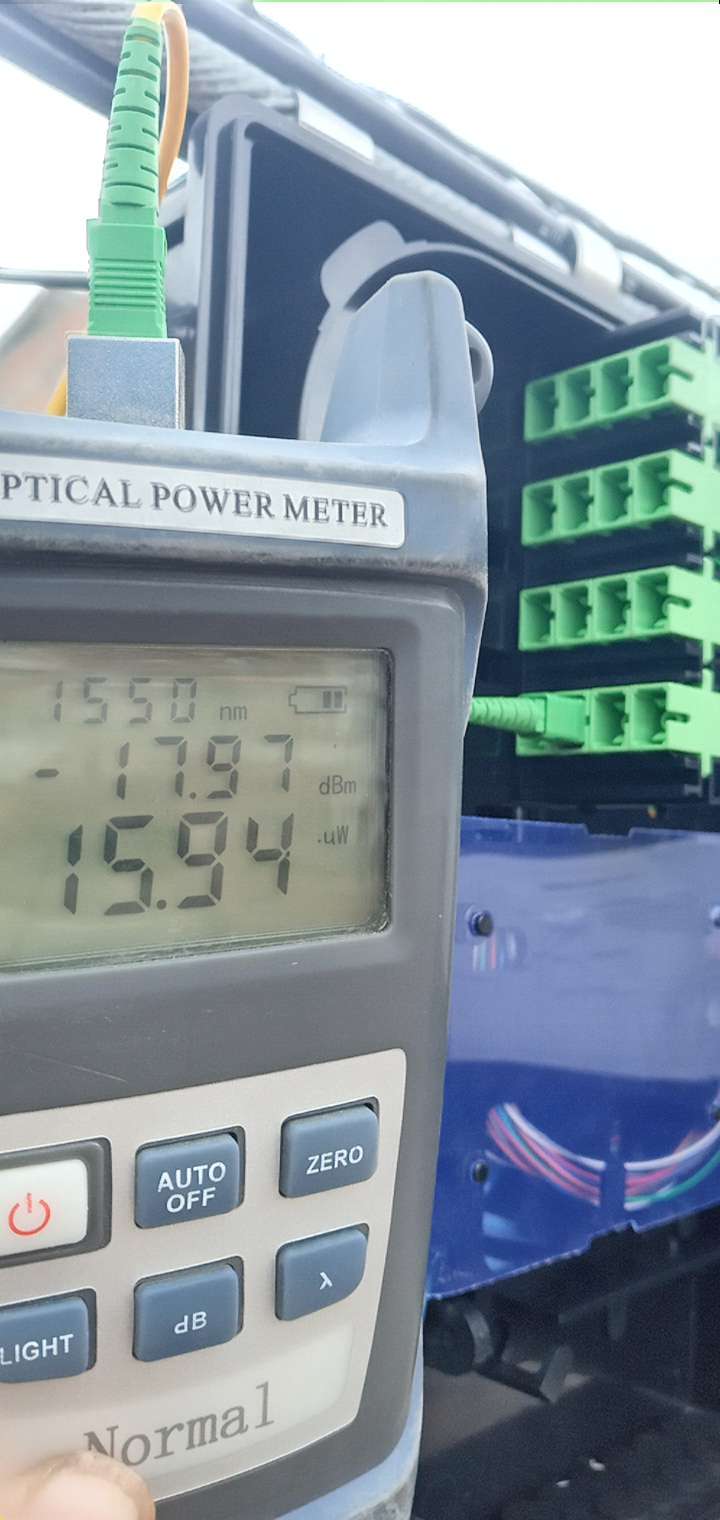 PTICAL POWER METER
1550 nm
-17.97 dBm
15.94 uW
AUTO OFF
ZERO
LIGHT
dB
λ
Normal